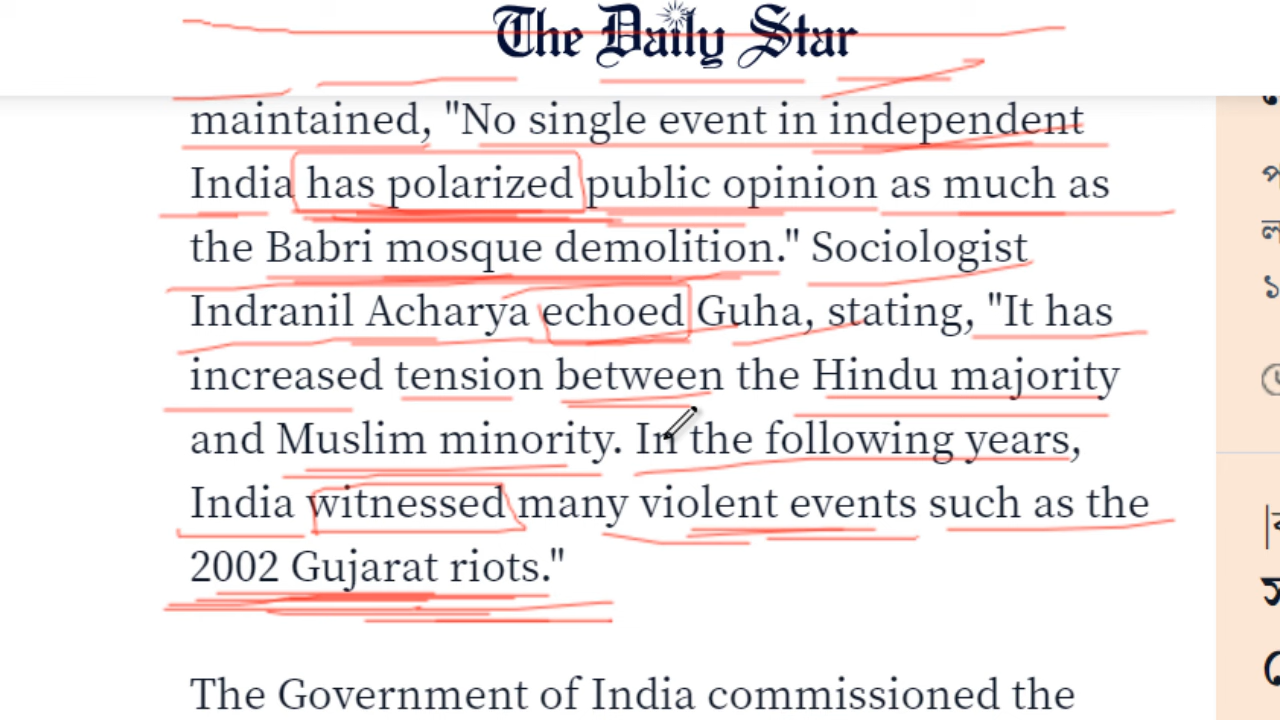 The Daily Star
maintained, "No single event in independent
India has polarized public opinion as much as
the Babri mosque demolition." Sociologist
Indranil Acharya echoed Guha, stating, "It has
increased tension between the Hindu majority
and Muslim minority. In the following years,
India witnessed many violent events such as the
2002 Gujarat riots."
The Government of India commissioned the